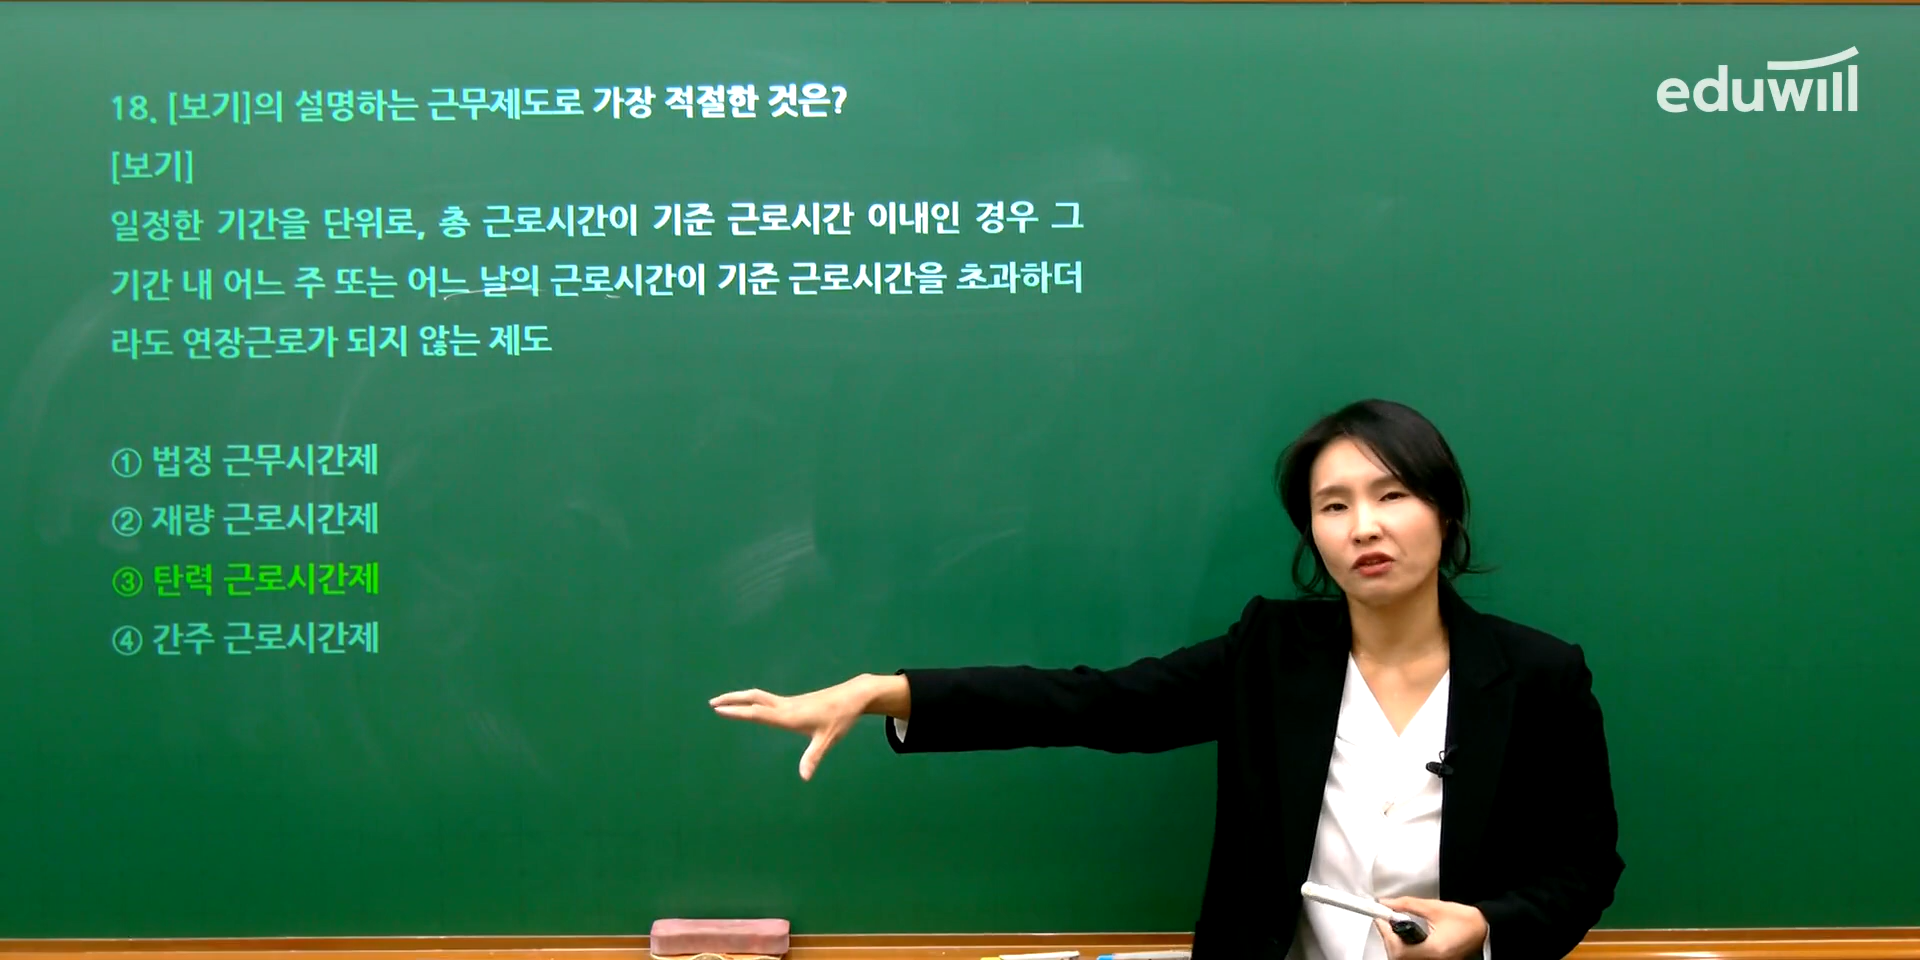 eduwill
18. [보기]의 설명하는 근무제도로 가장 적절한 것은?
[보기]
일정한 기간을 단위로, 총 근로시간이 기준 근로시간 이내인 경우 그
기간 내 어느 주 또는 어느 날의 근로시간이 기준 근로시간을 초과하더
라도 연장근로가 되지 않는 제도
① 법정 근무시간제
② 재량 근로시간제
③ 탄력 근로시간제
④ 간주 근로시간제